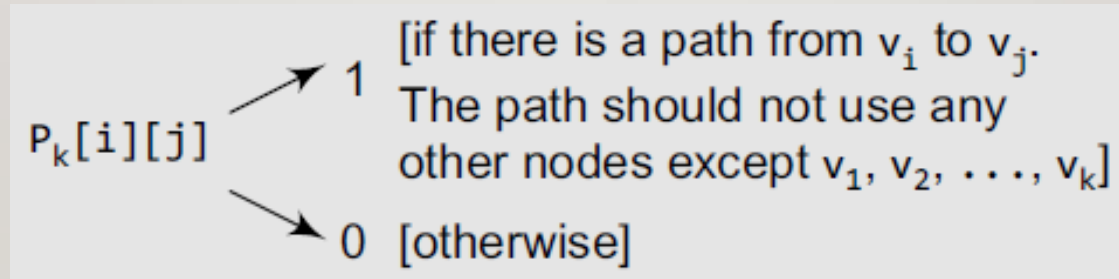 [if there is a path from vᵢ to vⱼ.
1 The path should not use any
Pₖ[i][j] other nodes except v₁, v₂, ..., vₖ]
0 [otherwise]